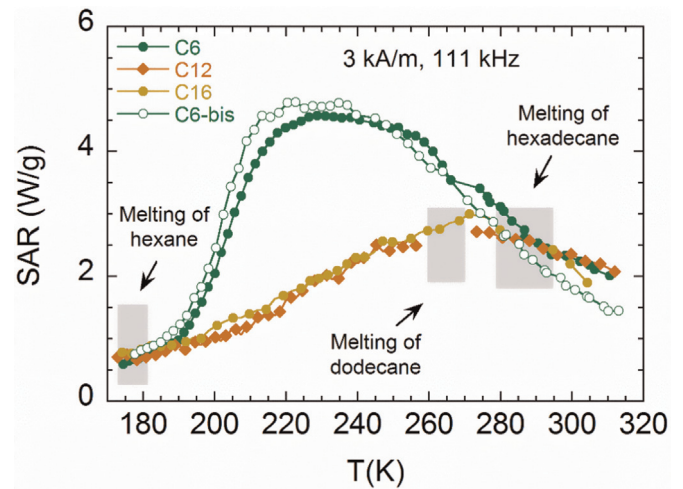 6
4
2
0
SAR (W/g)
C6
C12
C16
C6-bis
3 kA/m, 111 kHz
Melting of
hexadecane
Melting of
hexane
Melting of
dodecane
180 200 220 240 260 280 300 320
T(K)